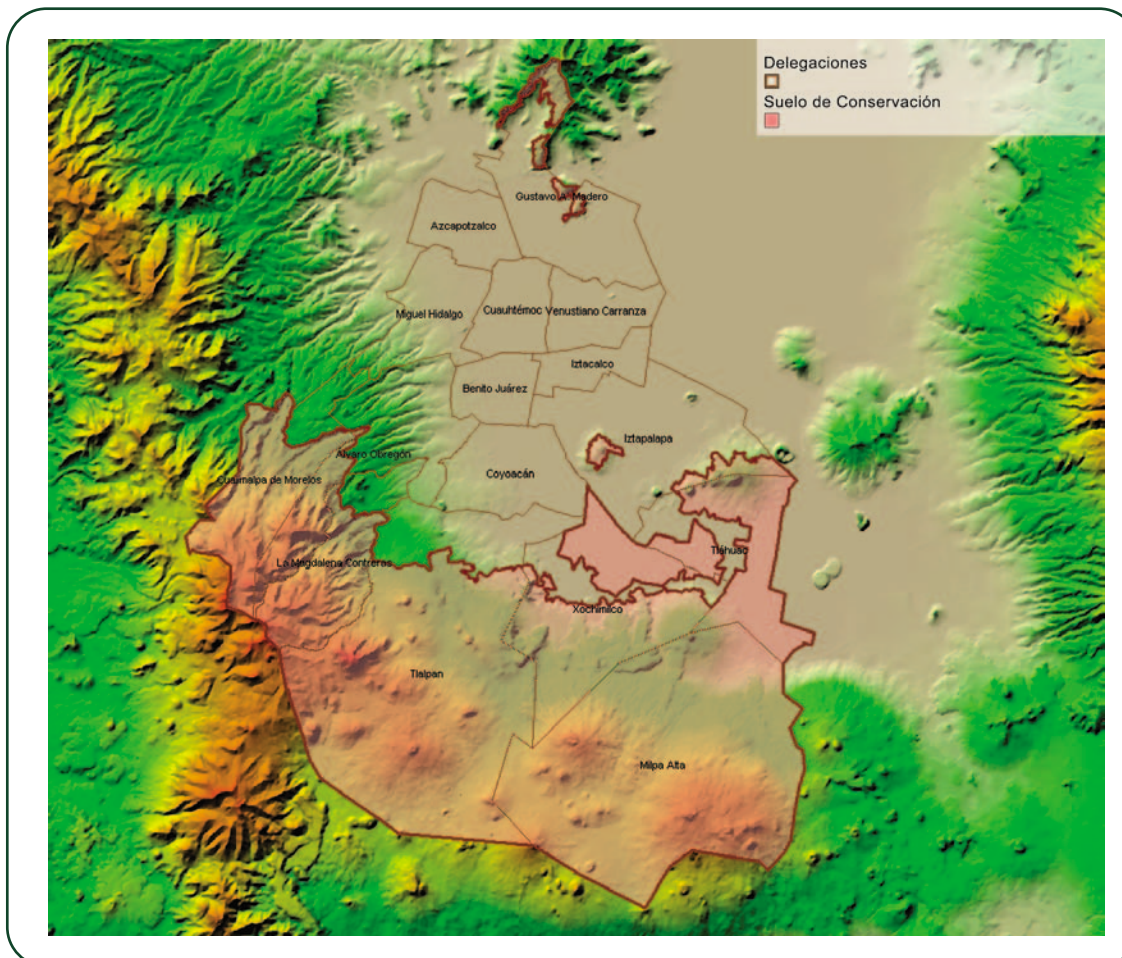 Delegaciones
Suelo de Conservación
Gustavo A. Madero
Azcapotzalco
Miguel Hidalgo
Cuauhtémoc
Venustiano Carranza
Iztacalco
Benito Juárez
Iztapalapa
Álvaro Obregón
Coyoacán
Cuajimalpa de Morelos
Tláhuac
La Magdalena Contreras
Xochimilco
Tlalpan
Milpa Alta